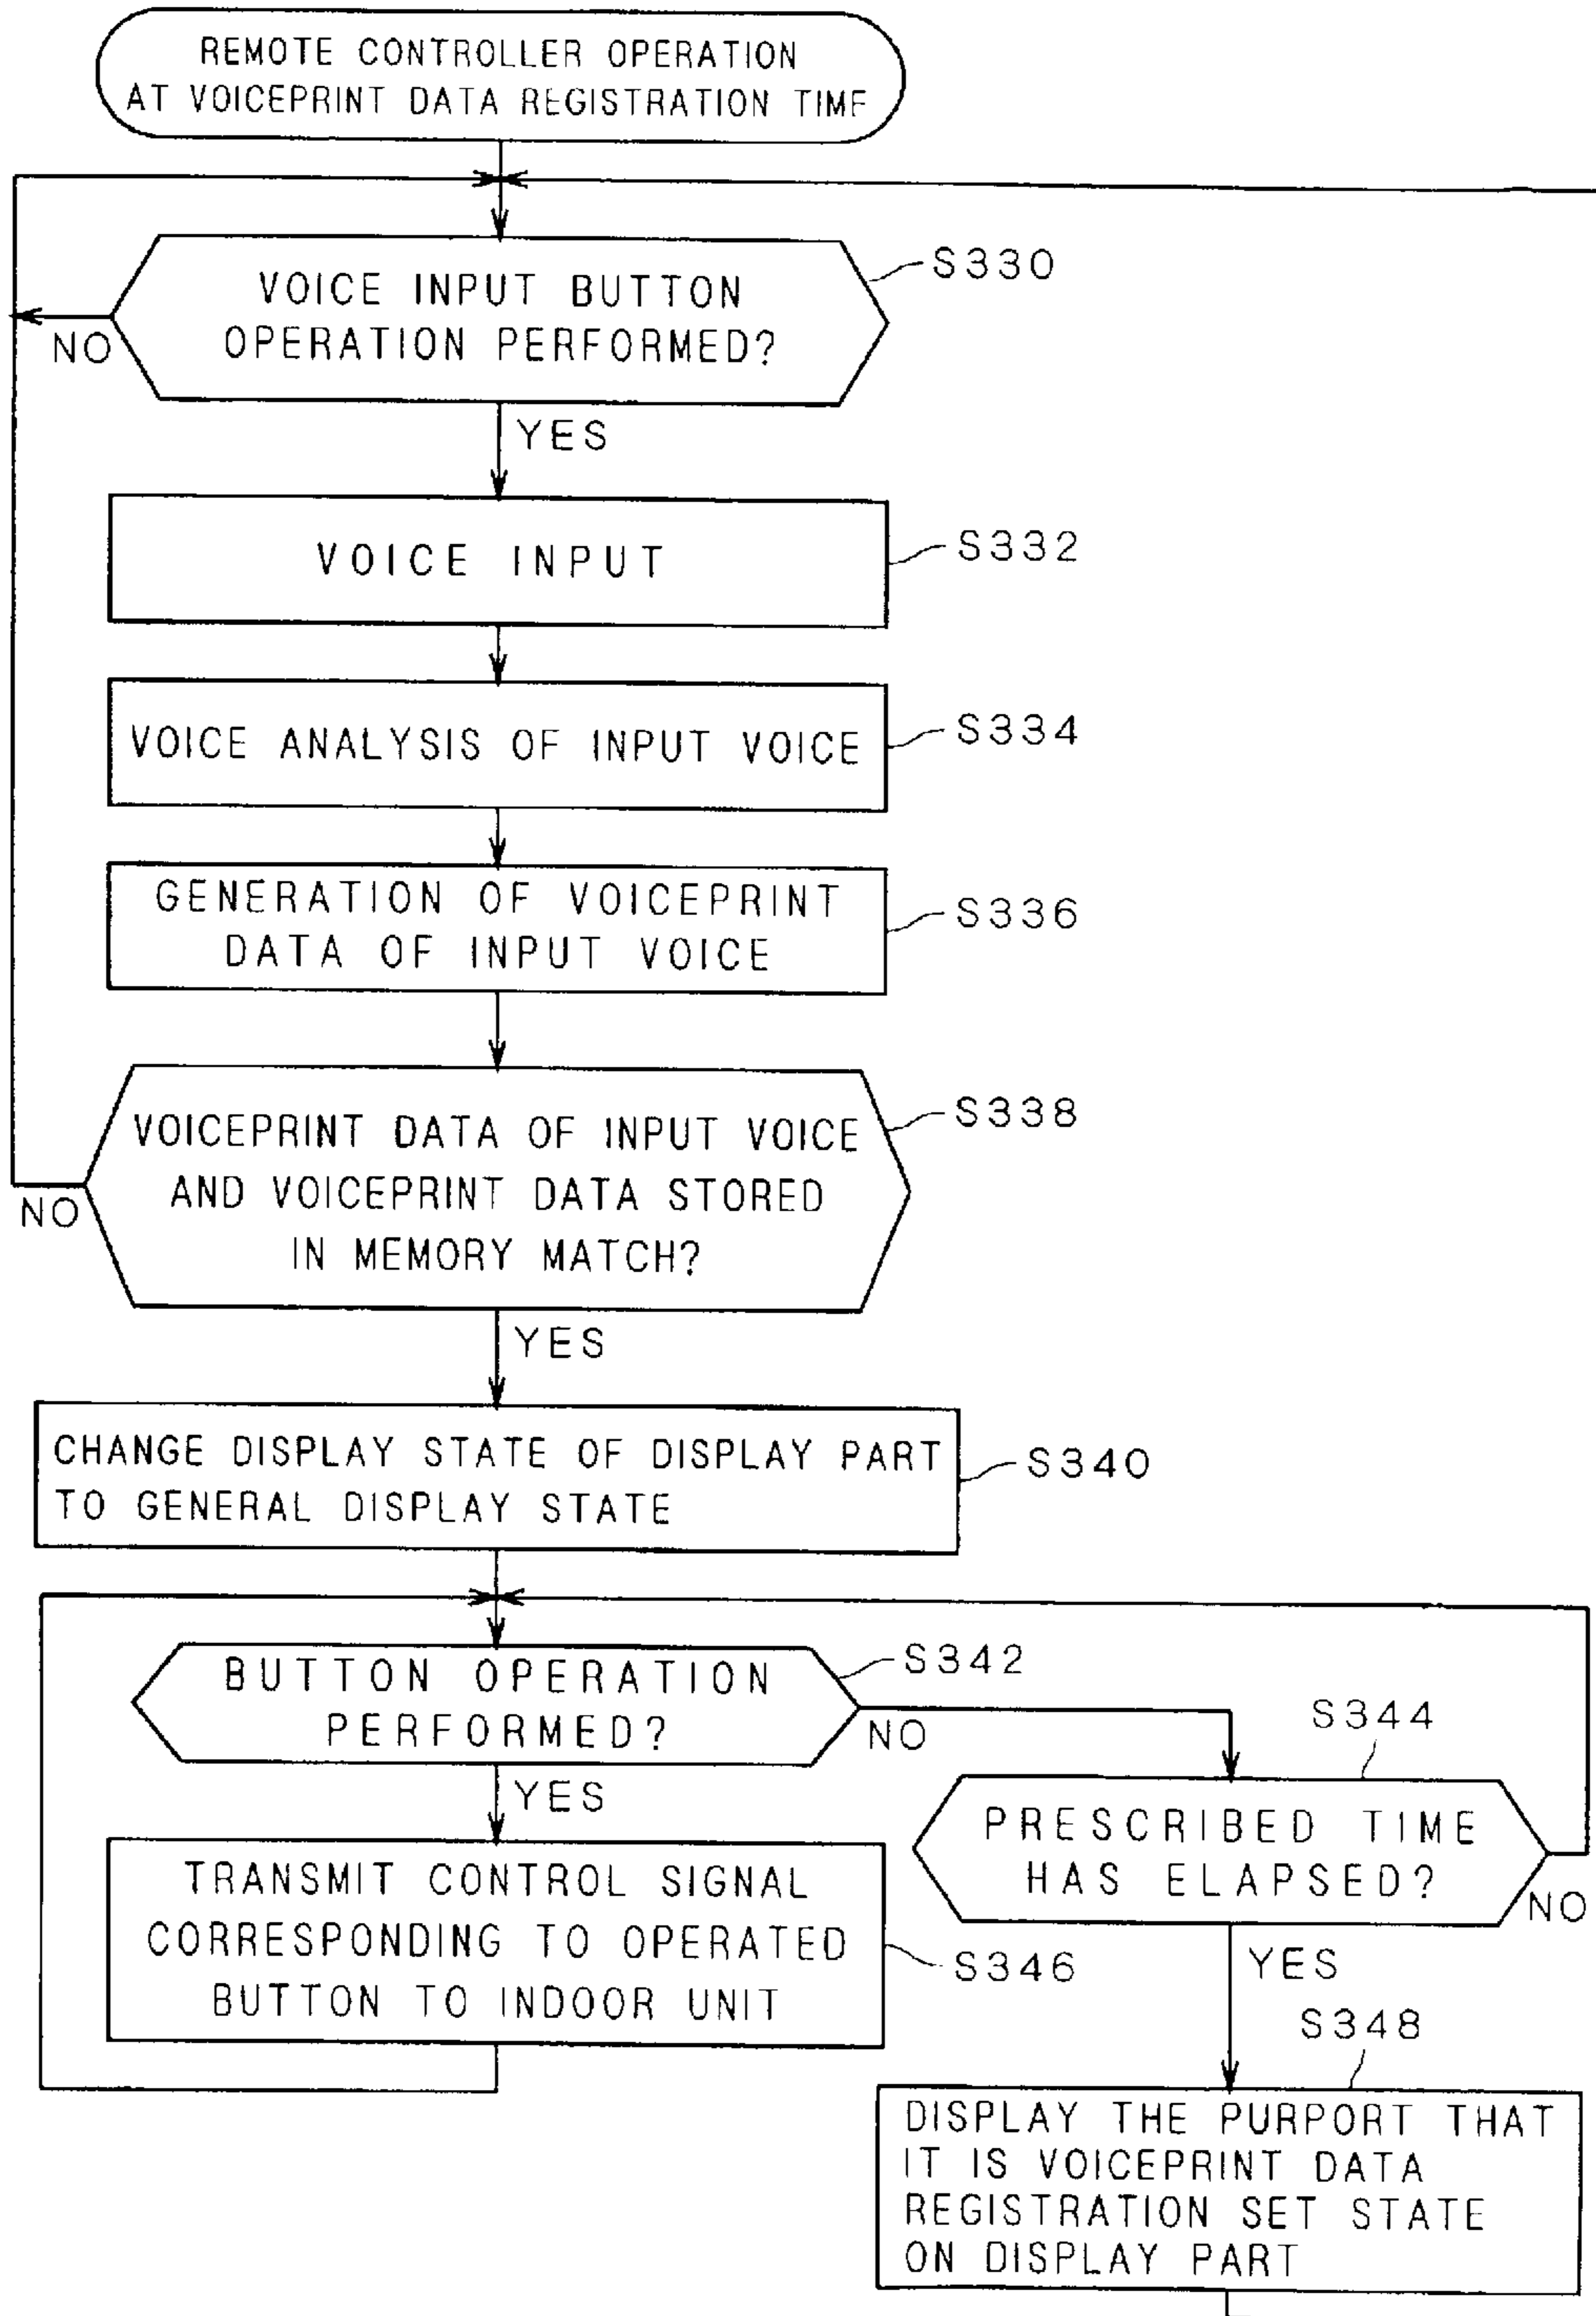 REMOTE CONTROLLER OPERATION
AT VOICEPRINT DATA REGISTRATION TIME
VOICE INPUT BUTTON
OPERATION PERFORMED?
S330
NO
YES
VOICE INPUT
S332
VOICE ANALYSIS OF INPUT VOICE
S334
GENERATION OF VOICEPRINT
DATA OF INPUT VOICE
S336
VOICEPRINT DATA OF INPUT VOICE
AND VOICEPRINT DATA STORED
IN MEMORY MATCH?
S338
NO
YES
CHANGE DISPLAY STATE OF DISPLAY PART
TO GENERAL DISPLAY STATE
S340
BUTTON OPERATION
PERFORMED?
S342
NO
YES
S344
PRESCRIBED TIME
HAS ELAPSED?
NO
YES
TRANSMIT CONTROL SIGNAL
CORRESPONDING TO OPERATED
BUTTON TO INDOOR UNIT
S346
S348
DISPLAY THE PURPORT THAT
IT IS VOICEPRINT DATA
REGISTRATION SET STATE
ON DISPLAY PART